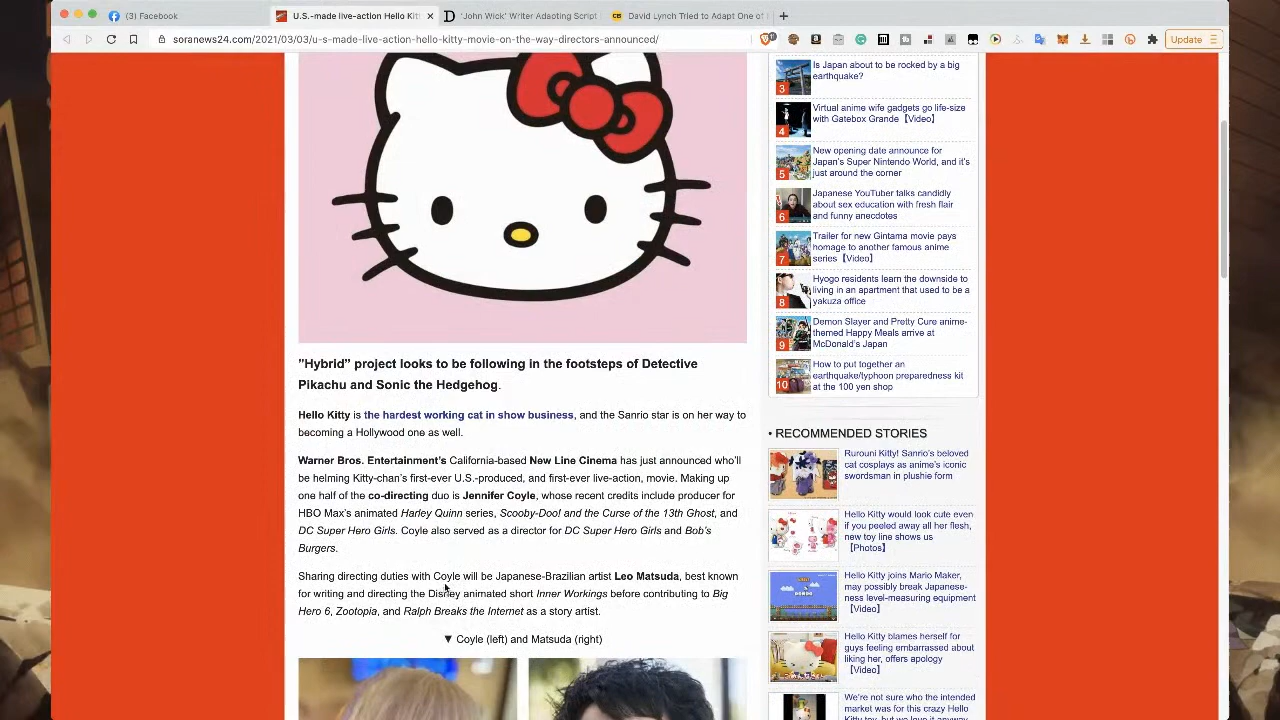 (3) Facebook
U.S.-made live-action Hello Kitt
'John Wick' Writer Adapting Script
David Lynch Tried to Adapt One of
soranews24.com/2021/03/03/u-s-made-live-action-hello-kitty-movie-on-the-way-directors-announced/
Update
"Hybrid" project looks to be following in the footsteps of Detective
Pikachu and Sonic the Hedgehog.
Hello Kitty is the hardest working cat in show business, and the Sanrio star is on her way to
becoming a Hollywood one as well.
Warner Bros. Entertainment's California-based New Line Cinema has just announced who'll
be helming Kitty-chan's first-ever U.S.-produced, and first-ever live-action, movie. Making up
one half of the co-directing duo is Jennifer Coyle, whose recent credits include producer for
HBO Max's animated Harley Quinn series, Scooby-Doo! and the Curse of the 13th Ghost, and
DC Super Hero Girls. Coyle also served as a director for DC Super Hero Girls and Bob's
Burgers.
Sharing directing duties with Coyle will be Japanese-Brazilian artist Leo Matsuda, best known
for writing and directing the Disney animated short Inner Workings before contributing to Big
Hero 6, Zootopia, and Ralph Breaks the Internet as a story artist.
▼ Coyle (left) and Matsuda (right)
3
Is Japan about to be rocked by a big
earthquake?
4
Virtual anime wife gadgets go life-size
with Gatebox Grande【Video】
5
New opening date announce for
Japan's Super Nintendo World, and it's
just around the corner
6
Japanese YouTuber talks candidly
about sex education with fresh flair
and funny anecdotes
7
Trailer for new Gintama movie pays
homage to another famous anime
series【Video】
8
Hyogo residents learn the downside to
living in an apartment that used to be a
yakuza office
9
Demon Slayer and Pretty Cure anime-
themed Happy Meals arrive at
McDonald's Japan
10
How to put together an
earthquake/typhoon preparedness kit
at the 100 yen shop
• RECOMMENDED STORIES
Rurouni Kitty! Sanrio's beloved
cat cosplays as anime's iconic
swordsman in plushie form
Hello Kitty would look cute even
if you peeled away all her flesh,
new toy line shows us
【Photos】
Hello Kitty joins Mario Maker,
may possibly break Japanese-
ness level-measuring equipment
【Video】
Hello Kitty blames herself for
guys feeling embarrassed about
liking her, offers apology
【Video】
We're not sure who the intended
market was for this crazy Hello
Kitty toy, but we love it anyway